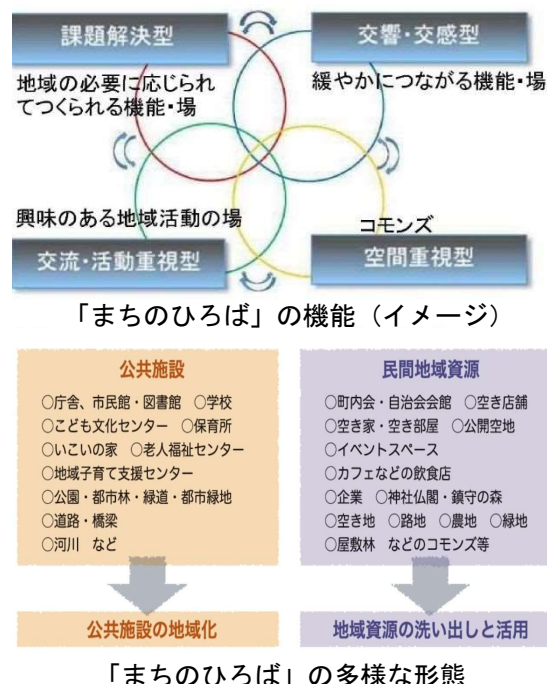 課題解決型
交響・交感型
地域の必要に応じられ
てつくられる機能・場
緩やかにつながる機能・場
興味のある地域活動の場
コモンズ
交流・活動重視型
空間重視型
「まちのひろば」の機能（イメージ）
公共施設
○庁舎、市民館・図書館 ○学校
○こども文化センター ○保育所
○いこいの家 ○老人福祉センター
○地域子育て支援センター
○公園・都市林・緑道・都市緑地
○道路・橋梁
○河川 など
公共施設の地域化
民間地域資源
○町内会・自治会会館 ○空き店舗
○空き家・空き部屋 ○公開空地
○イベントスペース
○カフェなどの飲食店
○企業 ○神社仏閣・鎮守の森
○空き地 ○路地 ○農地 ○緑地
○屋敷林 などのコモンズ等
地域資源の洗い出しと活用
「まちのひろば」の多様な形態